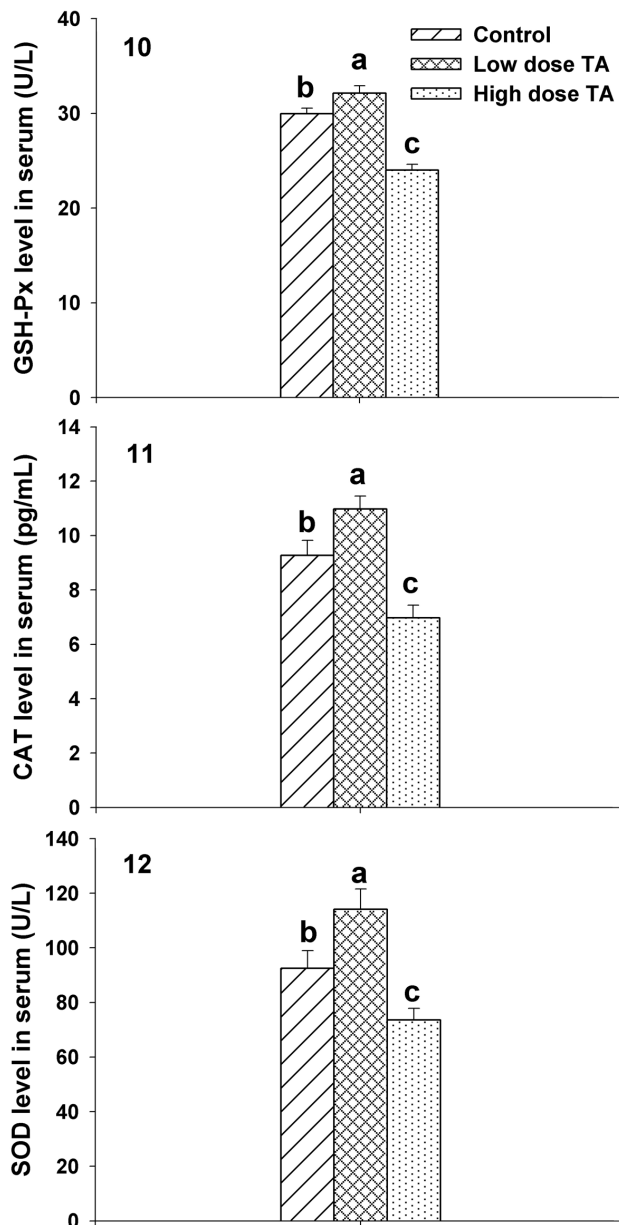 10
Control
Low dose TA
High dose TA
GSH-Px level in serum (U/L)
40
30
20
10
0
b
a
c
11
CAT level in serum (pg/mL)
14
12
10
8
6
4
2
0
b
a
c
12
SOD level in serum (U/L)
140
120
100
80
60
40
20
0
b
a
c